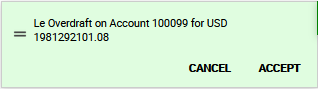 Le Overdraft on Account 100099 for USD
1981292101.08
CANCEL ACCEPT